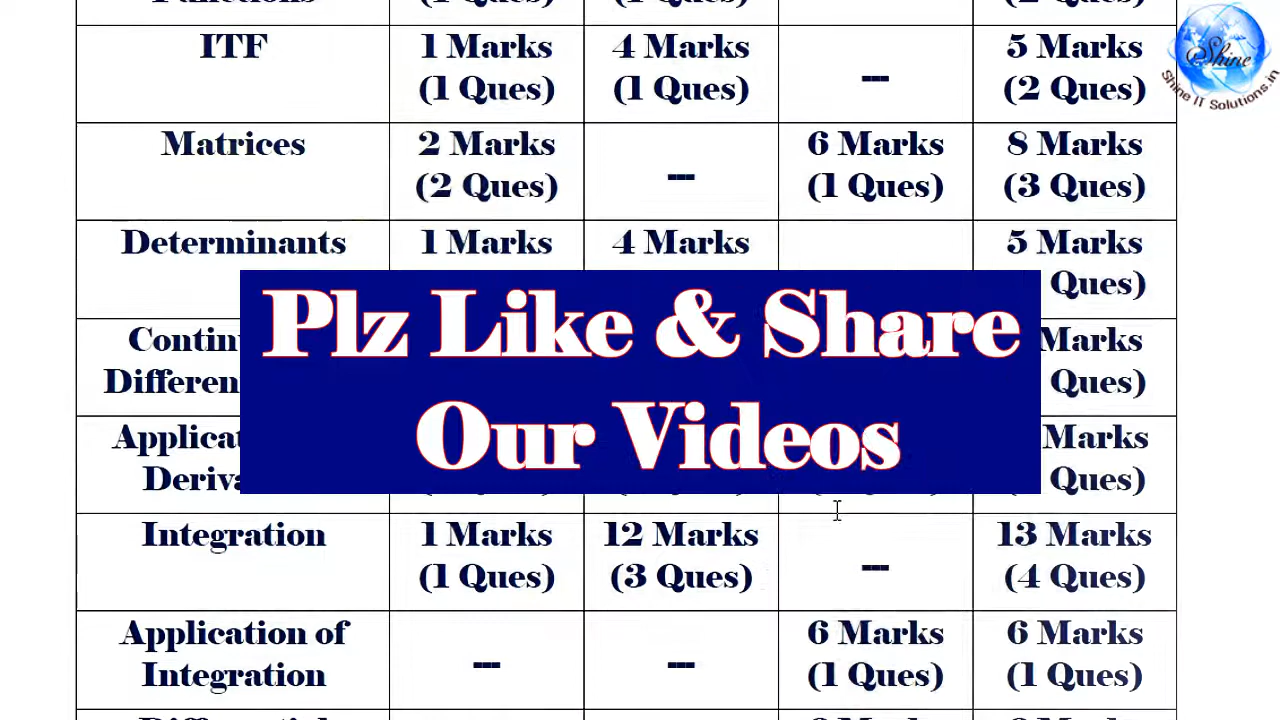 ITF 1 Marks 4 Marks --- 5 Marks
(1 Ques) (1 Ques) (2 Ques)
Matrices 2 Marks --- 6 Marks 8 Marks
(2 Ques) (1 Ques) (3 Ques)
Determinants 1 Marks 4 Marks 5 Marks
Ques)
Marks
Ques)
Marks
Ques)
Plz Like & Share
Our Videos
Integration 1 Marks 12 Marks --- 13 Marks
(1 Ques) (3 Ques) (4 Ques)
Application of 6 Marks 6 Marks
Integration --- --- (1 Ques) (1 Ques)
Shine
Shine IT Solutions.in